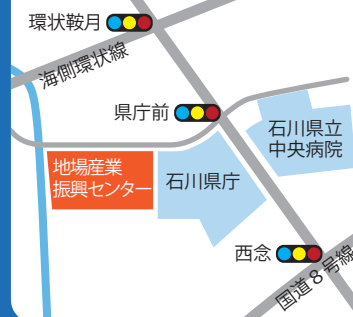 環状鞍月
海側環状線
県庁前
石川県立
中央病院
地場産業
振興センター
石川県庁
西念
国道8号線